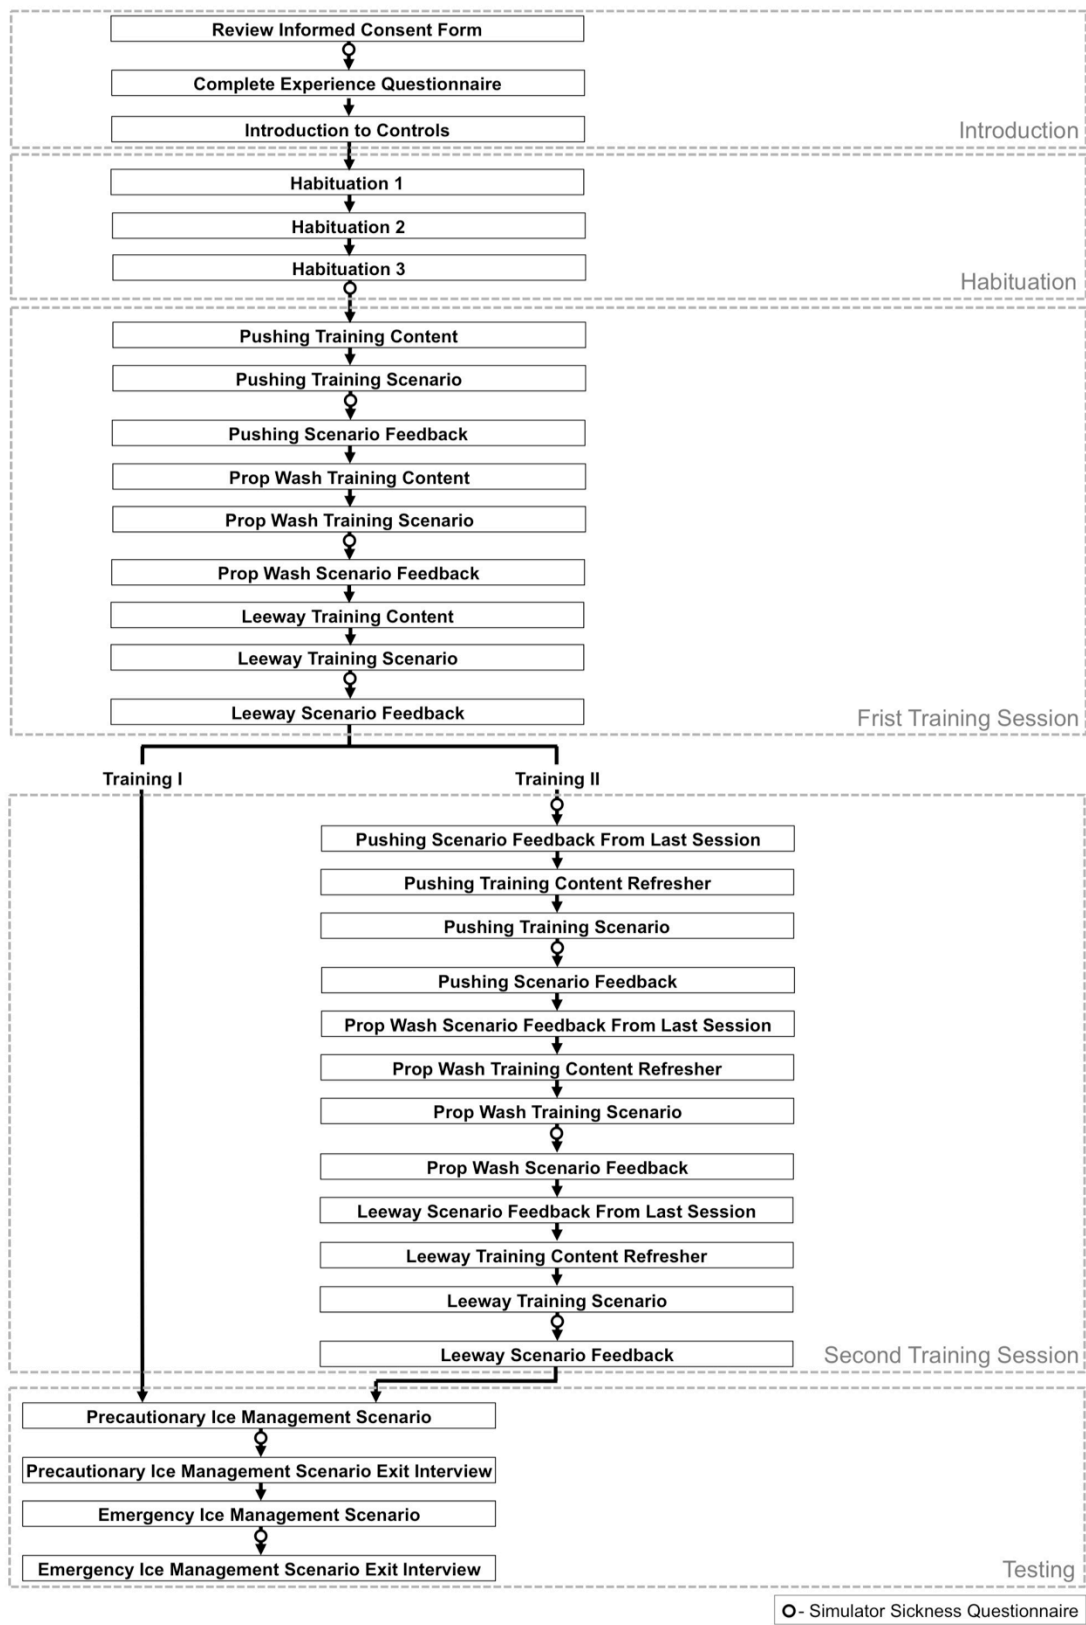 Review Informed Consent Form
Complete Experience Questionnaire
Introduction to Controls
Introduction
Habituation 1
Habituation 2
Habituation 3
Habituation
Pushing Training Content
Pushing Training Scenario
Pushing Scenario Feedback
Prop Wash Training Content
Prop Wash Training Scenario
Prop Wash Scenario Feedback
Leeway Training Content
Leeway Training Scenario
Leeway Scenario Feedback
Frist Training Session
Training I
Training II
Pushing Scenario Feedback From Last Session
Pushing Training Content Refresher
Pushing Training Scenario
Pushing Scenario Feedback
Prop Wash Scenario Feedback From Last Session
Prop Wash Training Content Refresher
Prop Wash Training Scenario
Prop Wash Scenario Feedback
Leeway Scenario Feedback From Last Session
Leeway Training Content Refresher
Leeway Training Scenario
Leeway Scenario Feedback
Second Training Session
Precautionary Ice Management Scenario
Precautionary Ice Management Scenario Exit Interview
Emergency Ice Management Scenario
Emergency Ice Management Scenario Exit Interview
Testing
O - Simulator Sickness Questionnaire